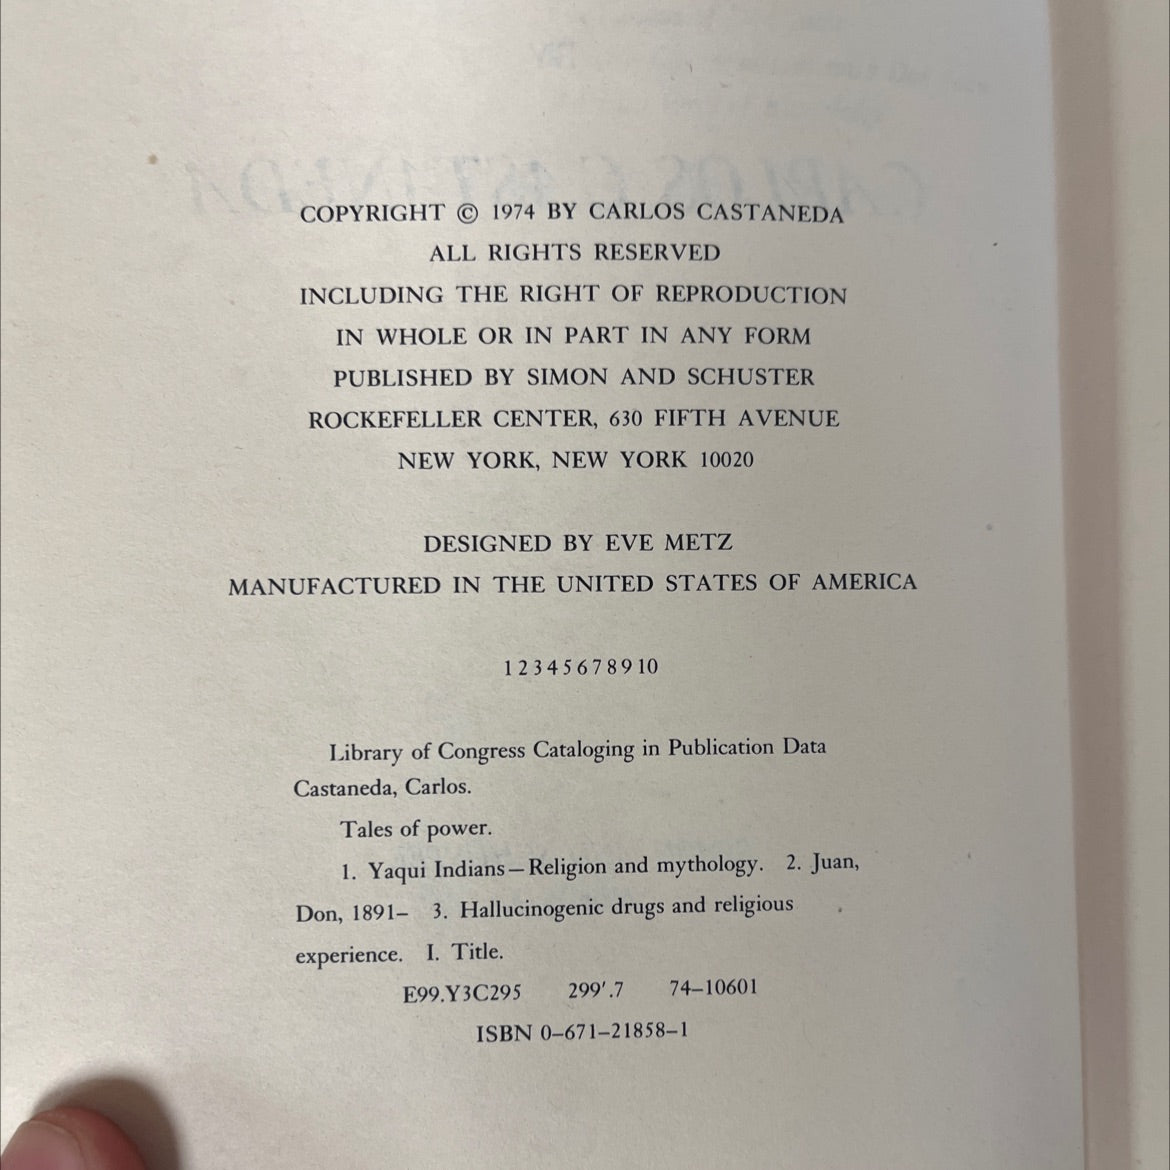 COPYRIGHT © 1974 BY CARLOS CASTANEDA
ALL RIGHTS RESERVED
INCLUDING THE RIGHT OF REPRODUCTION
IN WHOLE OR IN PART IN ANY FORM
PUBLISHED BY SIMON AND SCHUSTER
ROCKEFELLER CENTER, 630 FIFTH AVENUE
NEW YORK, NEW YORK 10020
DESIGNED BY EVE METZ
MANUFACTURED IN THE UNITED STATES OF AMERICA
1 2 3 4 5 6 7 8 9 10
Library of Congress Cataloging in Publication Data
Castaneda, Carlos.
Tales of power.
1. Yaqui Indians—Religion and mythology. 2. Juan,
Don, 1891– 3. Hallucinogenic drugs and religious
experience. I. Title.
E99.Y3C295 299'.7 74–10601
ISBN 0–671–21858–1